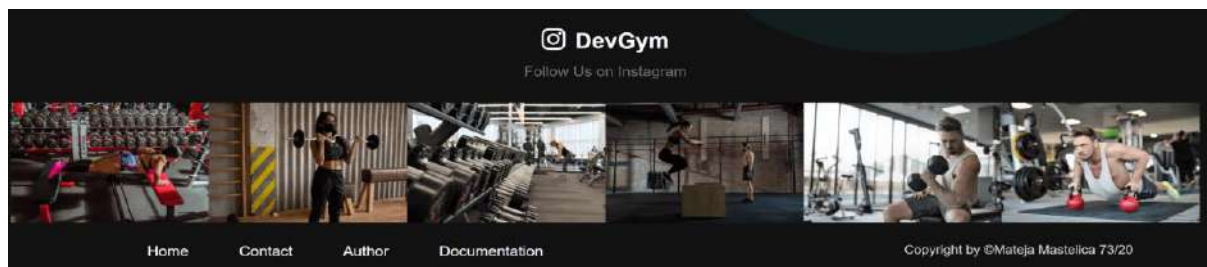 DevGym
Follow Us on Instagram
Home Contact Author Documentation Copyright by ©Mateja Mastelica 73/20